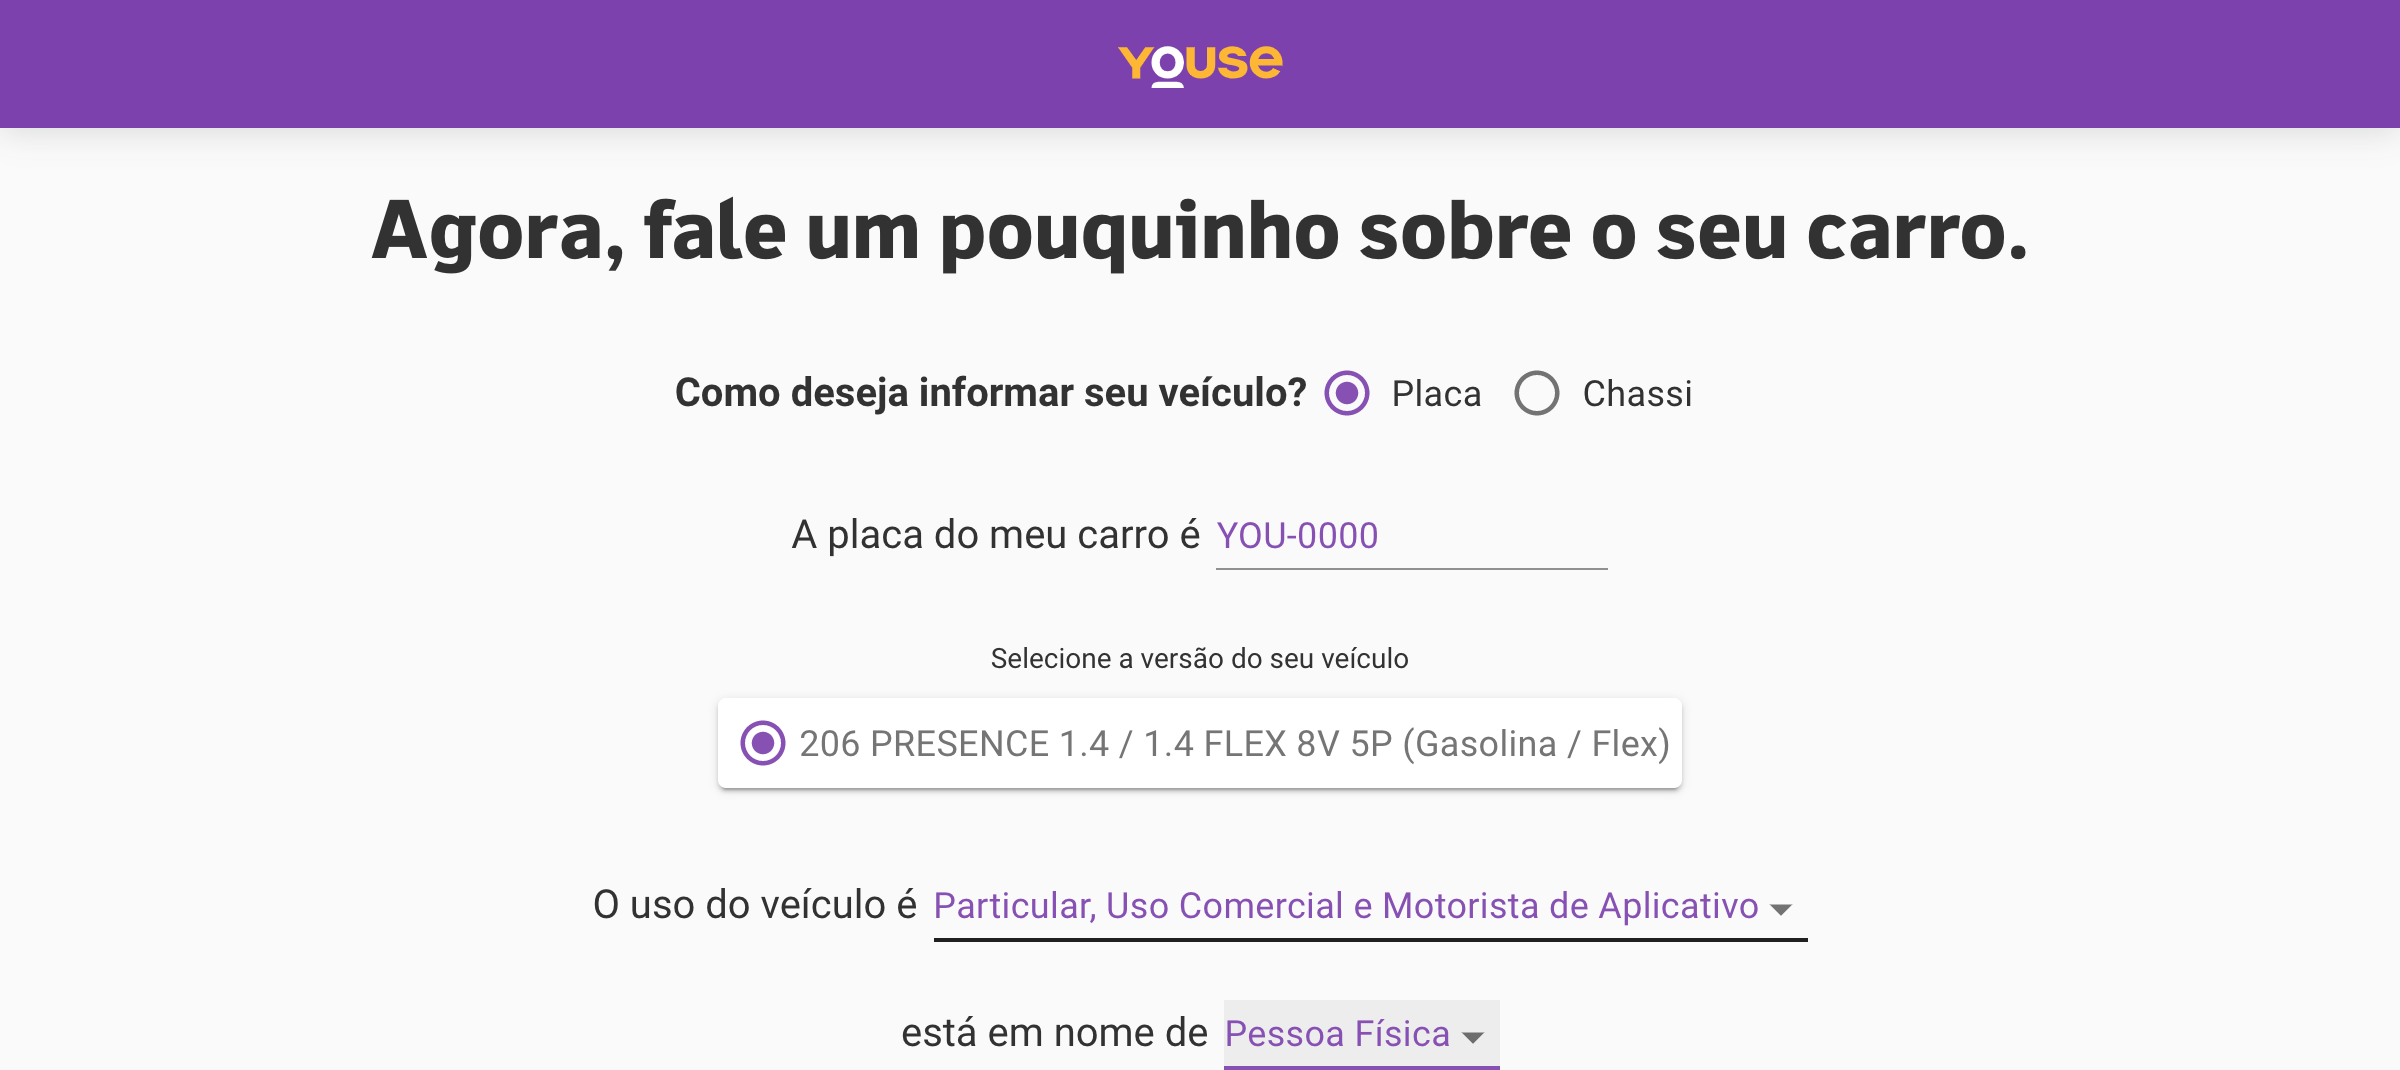 YOUSE
Agora, fale um pouquinho sobre o seu carro.
Como deseja informar seu veículo? Placa Chassi
A placa do meu carro é YOU-0000
Selecione a versão do seu veículo
206 PRESENCE 1.4 / 1.4 FLEX 8V 5P (Gasolina / Flex)
O uso do veículo é Particular, Uso Comercial e Motorista de Aplicativo
está em nome de Pessoa Física